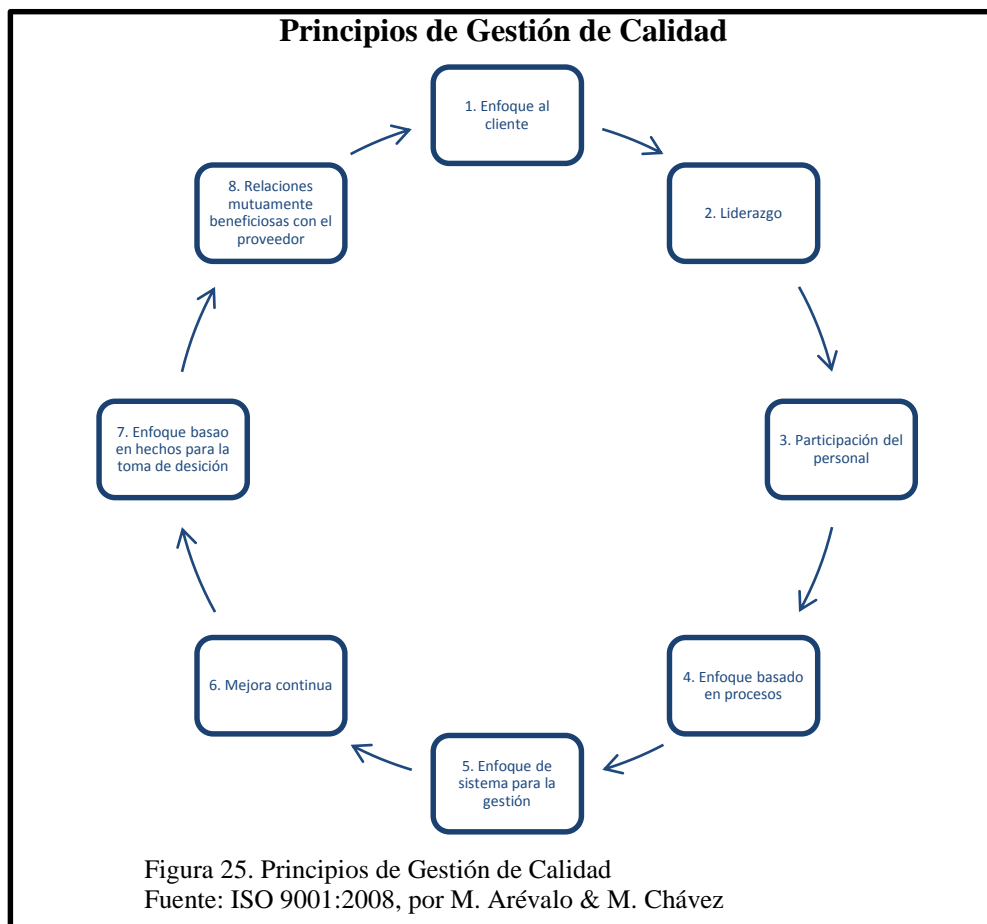 Principios de Gestión de Calidad
1. Enfoque al
cliente
2. Liderazgo
3. Participación del
personal
4. Enfoque basado
en procesos
5. Enfoque de
sistema para la
gestión
6. Mejora continua
7. Enfoque basao
en hechos para la
toma de desición
8. Relaciones
mutuamente
beneficiosas con el
proveedor
Figura 25. Principios de Gestión de Calidad
Fuente: ISO 9001:2008, por M. Arévalo & M. Chávez